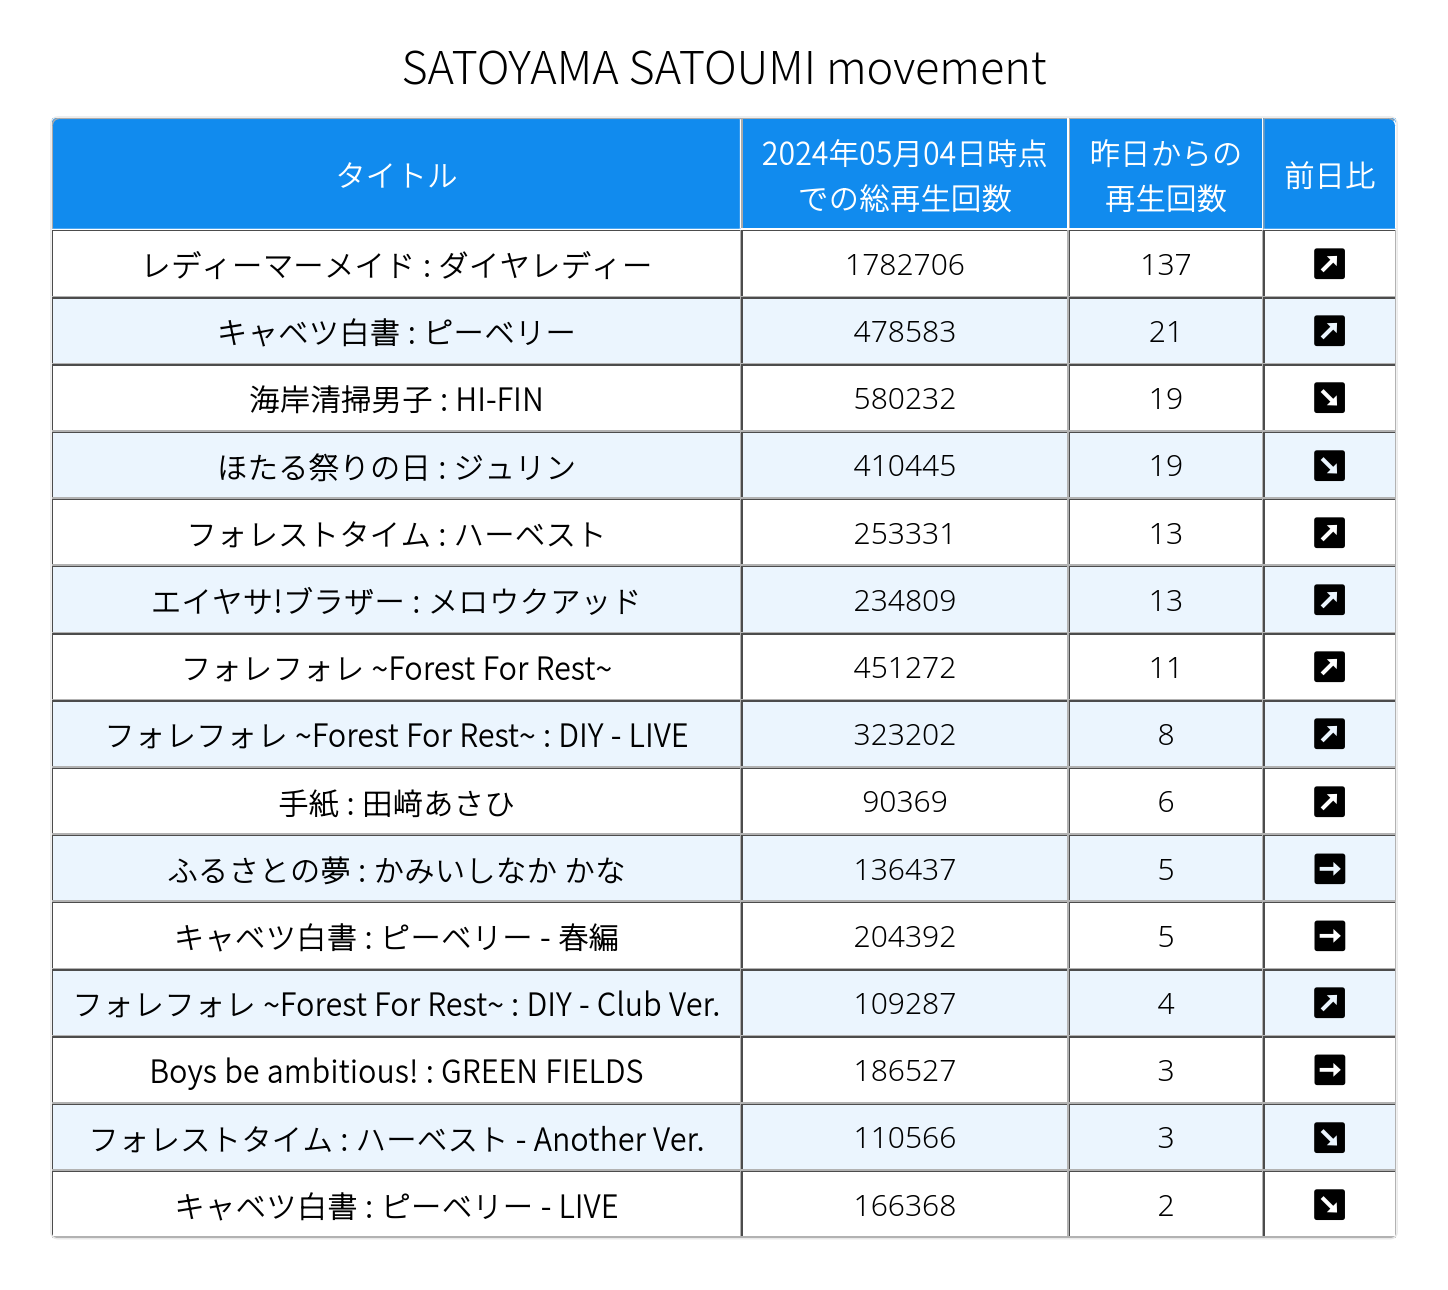 SATOYAMA SATOUMI movement
タイトル 2024年05月04日時点での総再生回数 昨日からの再生回数 前日比
レディーマーメイド : ダイヤレディー 1782706 137 ↗
キャベツ白書 : ピーベリー 478583 21 ↗
海岸清掃男子 : HI-FIN 580232 19 ↘
ほたる祭りの日 : ジュリン 410445 19 ↘
フォレストタイム : ハーベスト 253331 13 ↗
エイヤサ!ブラザー : メロウクアッド 234809 13 ↗
フォレフォレ ~Forest For Rest~ 451272 11 ↗
フォレフォレ ~Forest For Rest~ : DIY - LIVE 323202 8 ↗
手紙 : 田﨑あさひ 90369 6 ↗
ふるさとの夢 : かみいしなか かな 136437 5 →
キャベツ白書 : ピーベリー - 春編 204392 5 →
フォレフォレ ~Forest For Rest~ : DIY - Club Ver. 109287 4 ↗
Boys be ambitious! : GREEN FIELDS 186527 3 →
フォレストタイム : ハーベスト - Another Ver. 110566 3 ↘
キャベツ白書 : ピーベリー - LIVE 166368 2 ↘